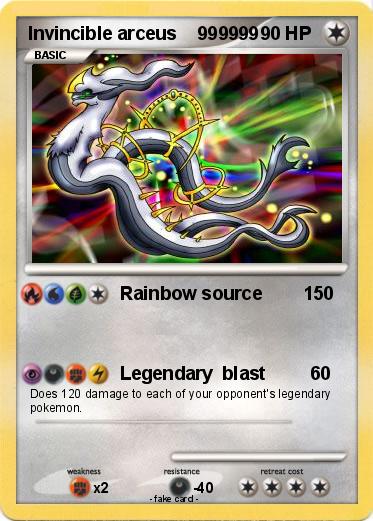 Invincible arceus 99999990 HP
BASIC
Rainbow source 150
Legendary blast 60
Does 120 damage to each of your opponent's legendary
pokemon.
weakness resistance retreat cost
x2 -40
- fake card -